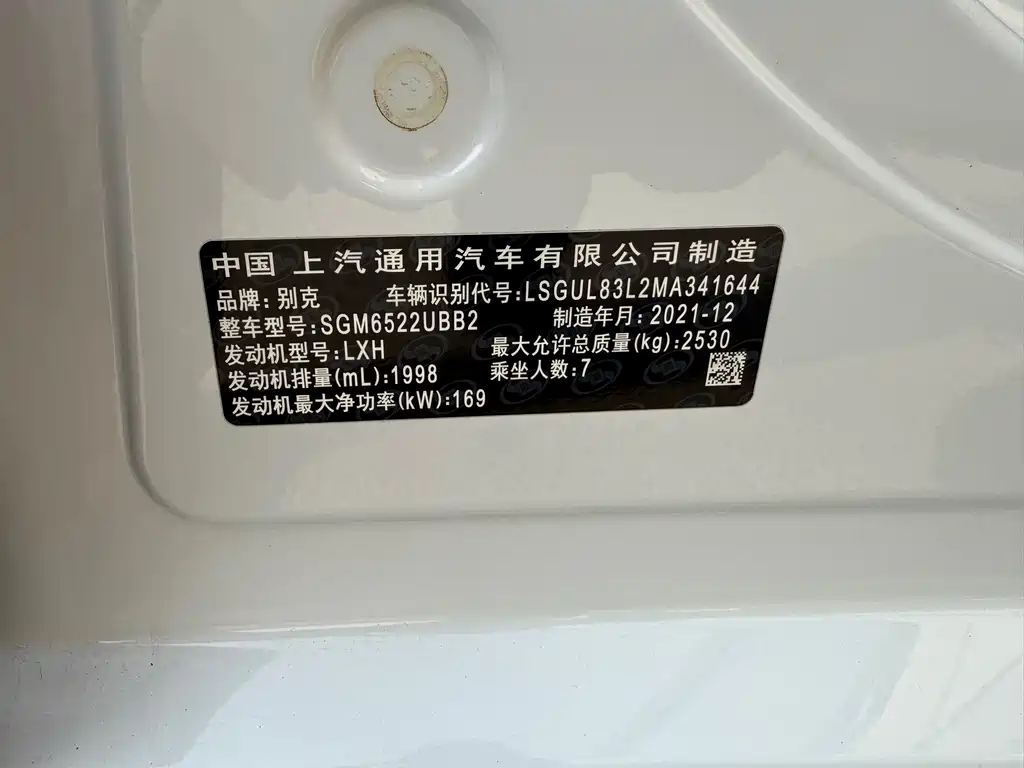 中国 上汽通用汽车有限公司制造
品牌:别克 车辆识别代号:LSGUL83L2MA341644
整车型号:SGM6522UBB2 制造年月:2021-12
发动机型号:LXH 最大允许总质量(kg):2530
发动机排量(mL):1998 乘坐人数:7
发动机最大净功率(kW):169